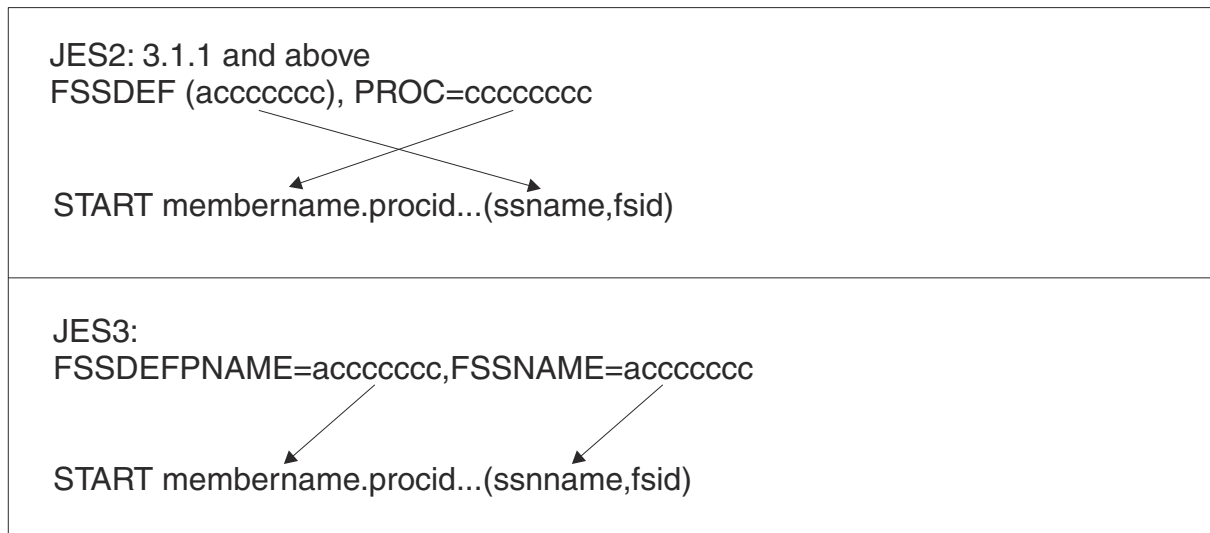 JES2: 3.1.1 and above
FSSDEF (accccccc), PROC=cccccccc
START membername.procid...(ssname,fsid)
JES3:
FSSDEFPNAME=accccccc,FSSNAME=accccccc
START membername.procid...(ssnname,fsid)